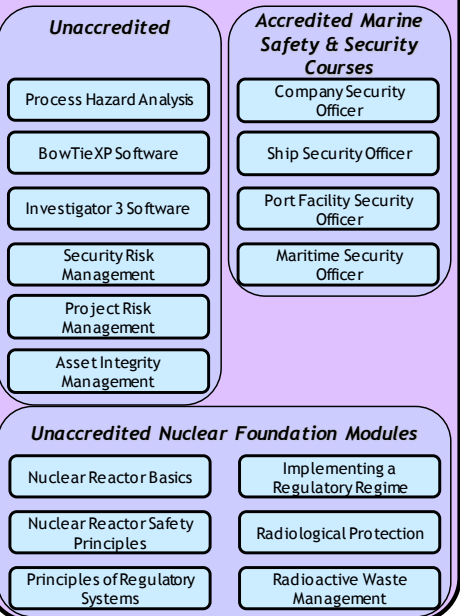 Unaccredited
Process Hazard Analysis
BowTieXP Software
Investigator 3 Software
Security Risk
Management
Project Risk
Management
Asset Integrity
Management
Accredited Marine
Safety & Security
Courses
Company Security
Officer
Ship Security Officer
Port Facility Security
Officer
Maritime Security
Officer
Unaccredited Nuclear Foundation Modules
Nuclear Reactor Basics
Nuclear Reactor Safety
Principles
Principles of Regulatory
Systems
Implementing a
Regulatory Regime
Radiological Protection
Radioactive Waste
Management